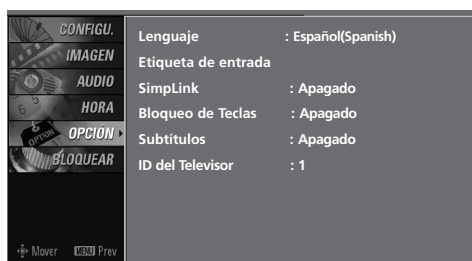 CONFIGU.
IMAGEN
AUDIO
HORA
OPCIÓN
BLOQUEAR
Mover MENU Prev
Lenguaje : Español(Spanish)
Etiqueta de entrada
SimpLink : Apagado
Bloqueo de Teclas : Apagado
Subtítulos : Apagado
ID del Televisor : 1